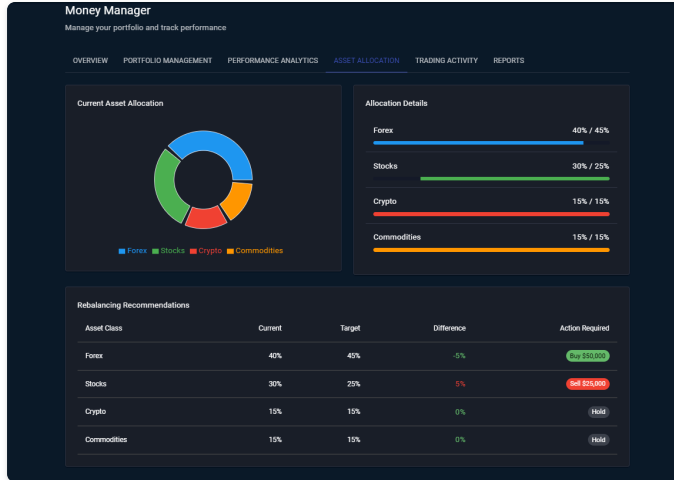 Money Manager
Manage your portfolio and track performance
OVERVIEW PORTFOLIO MANAGEMENT PERFORMANCE ANALYTICS ASSET ALLOCATION TRADING ACTIVITY REPORTS
Current Asset Allocation
Forex Stocks Crypto Commodities
Allocation Details
Forex 40% / 45%
Stocks 30% / 25%
Crypto 15% / 15%
Commodities 15% / 15%
Rebalancing Recommendations
Asset Class Current Target Difference Action Required
Forex 40% 45% -5% Buy $50,000
Stocks 30% 25% 5% Sell $25,000
Crypto 15% 15% 0% Hold
Commodities 15% 15% 0% Hold